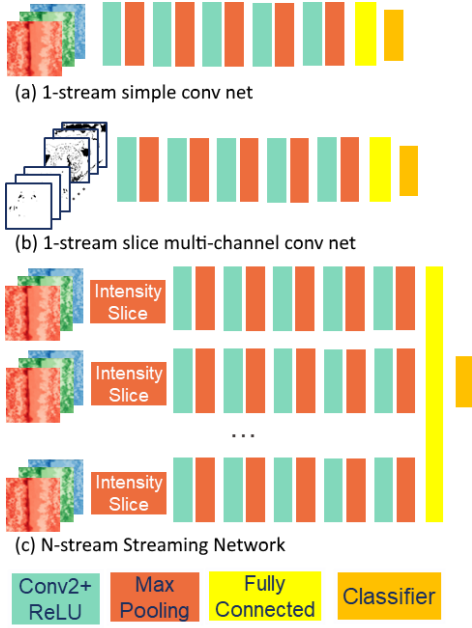 (a) 1-stream simple conv net
(b) 1-stream slice multi-channel conv net
Intensity
Slice
Intensity
Slice
...
Intensity
Slice
(c) N-stream Streaming Network
Conv2+
ReLU
Max
Pooling
Fully
Connected
Classifier